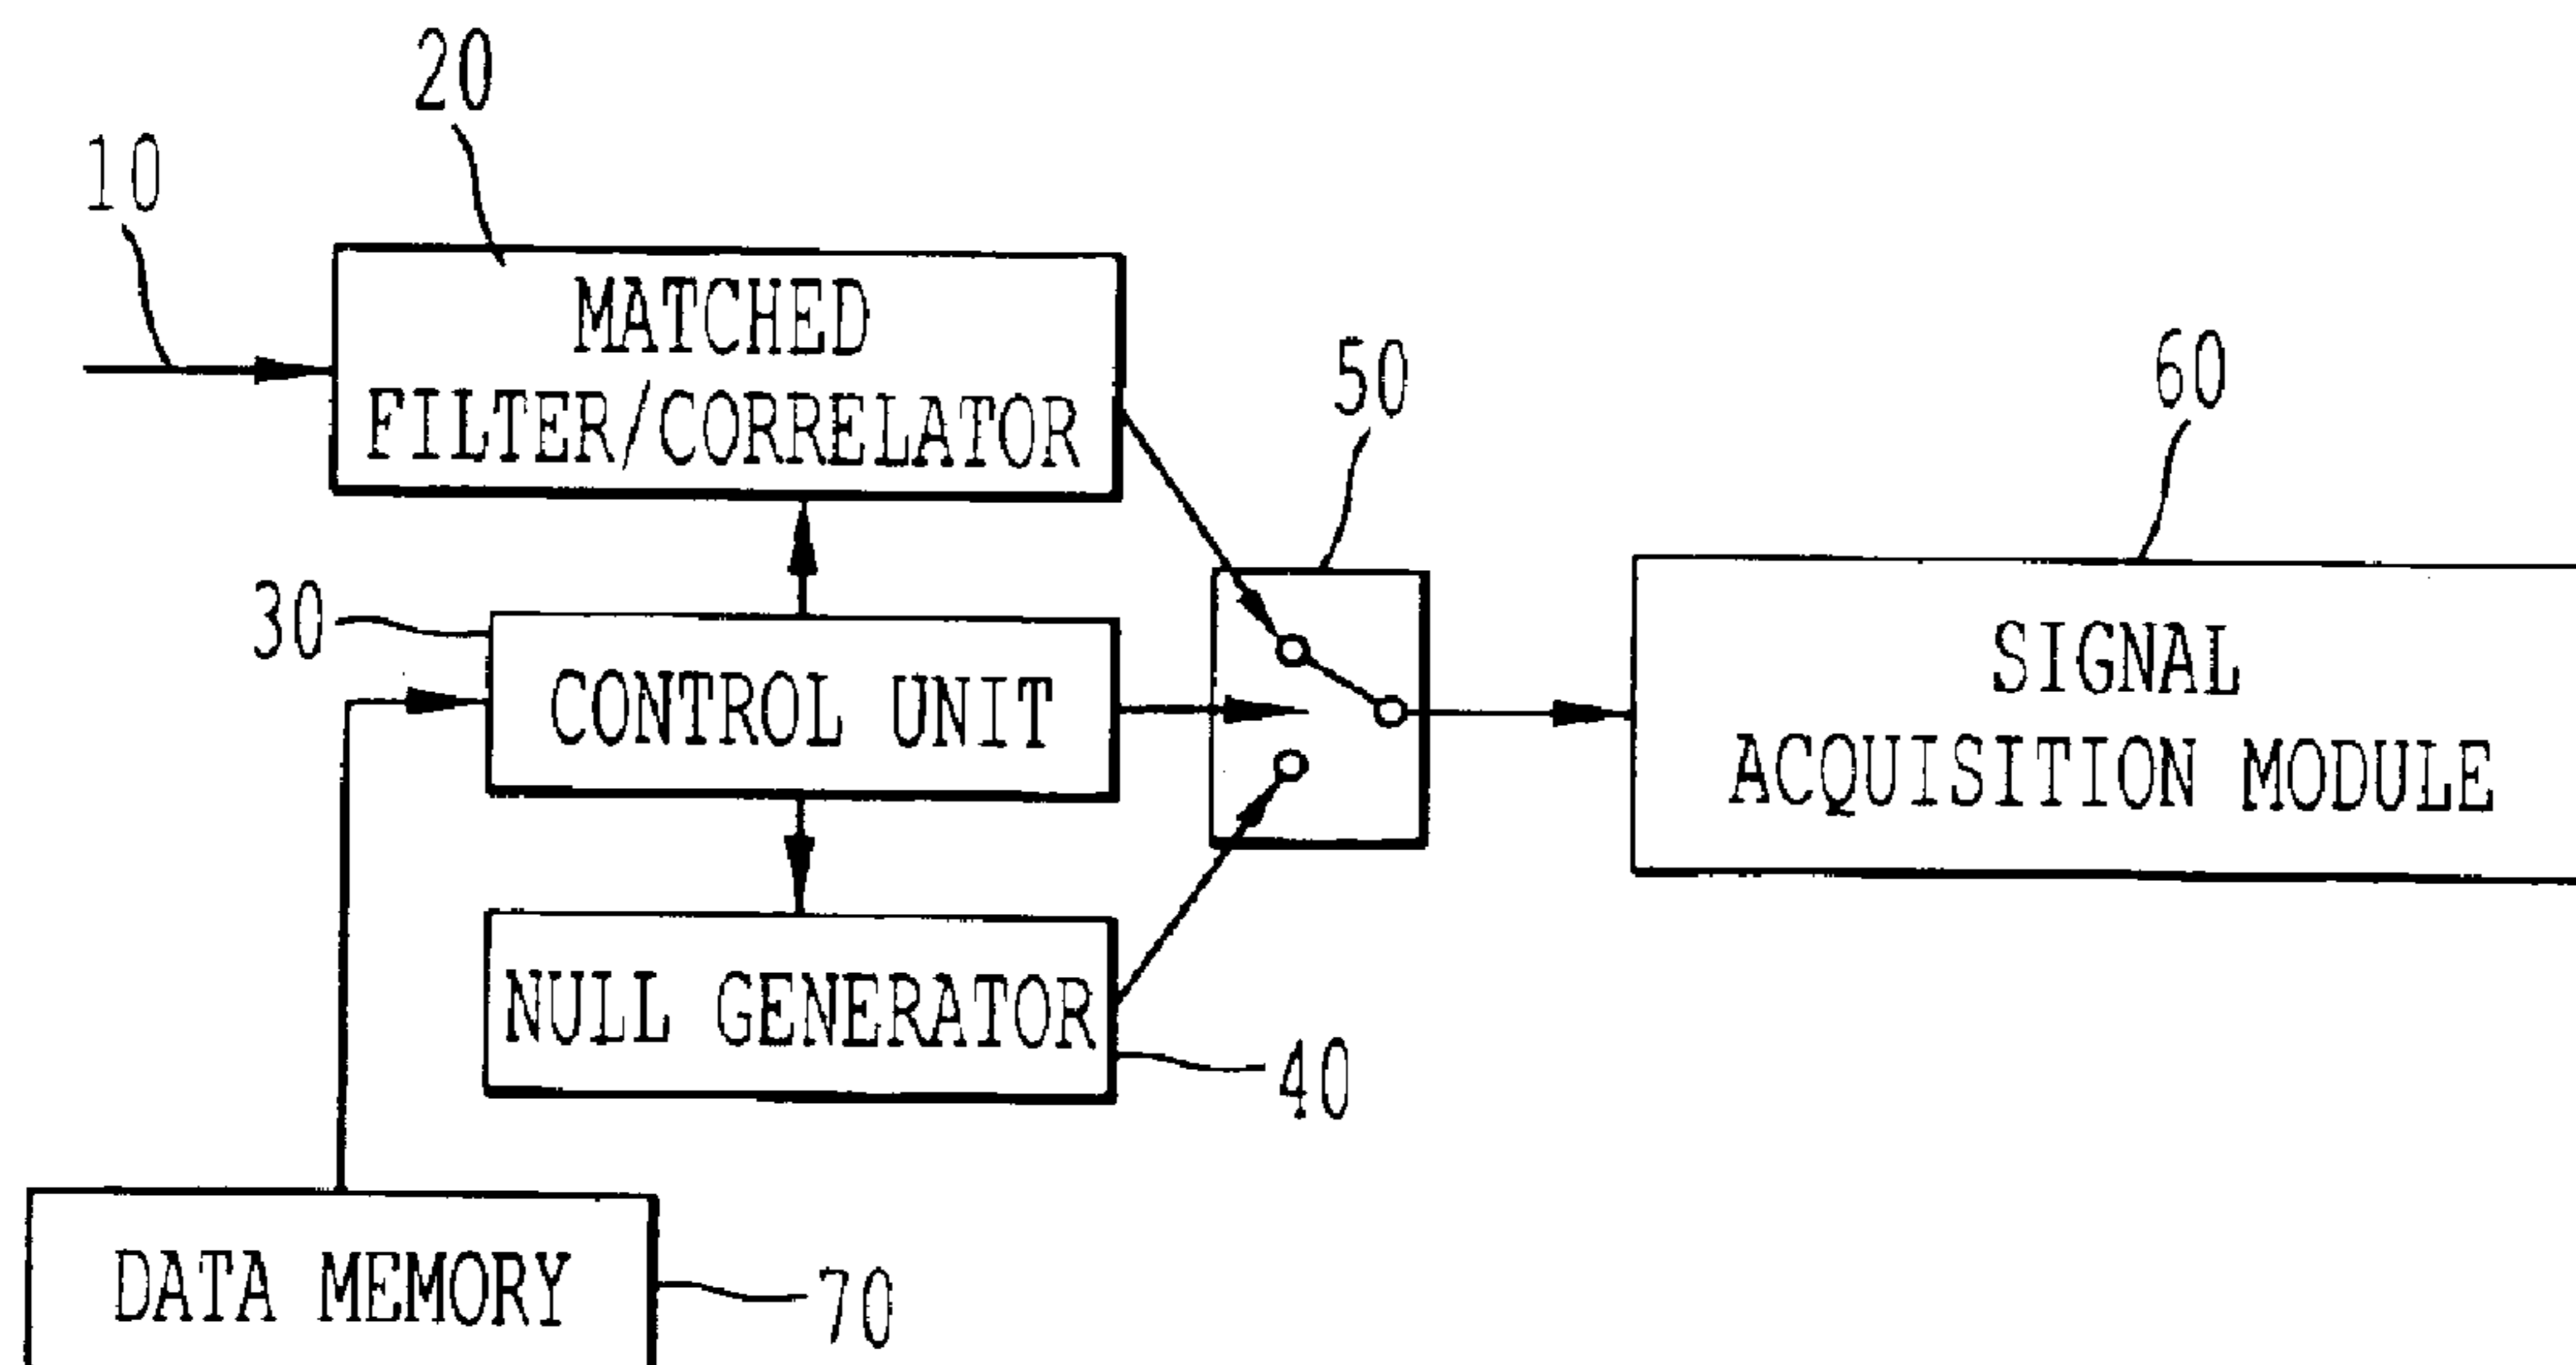 20
10
MATCHED
FILTER/CORRELATOR
50
60
30
CONTROL UNIT
SIGNAL
ACQUISITION MODULE
NULL GENERATOR
40
DATA MEMORY
70